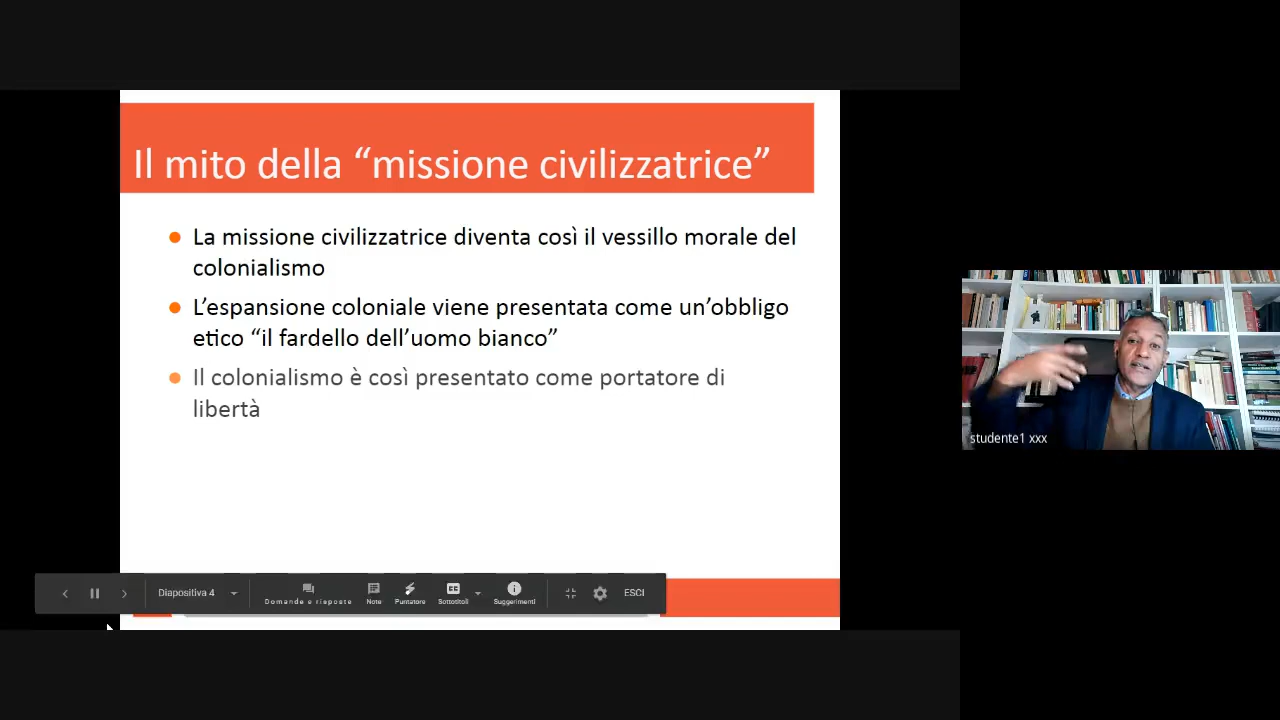 Il mito della “missione civilizzatrice”
La missione civilizzatrice diventa così il vessillo morale del
colonialismo
L’espansione coloniale viene presentata come un’obbligo
etico “il fardello dell’uomo bianco”
Il colonialismo è così presentato come portatore di
libertà
studente1 xxx
Diapositiva 4
Domande e risposte
Note
Puntatore
Sottotitoli
Suggerimenti
ESCI